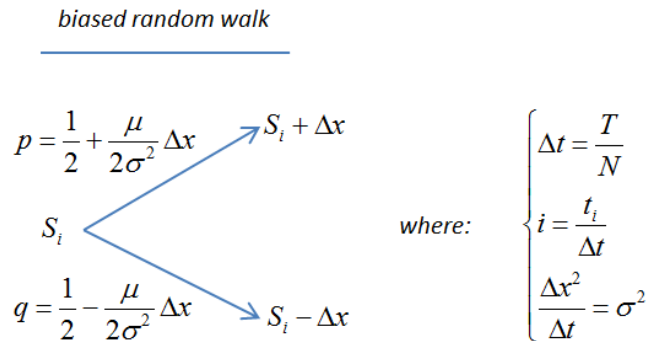 biased random walk
p = 1/2 + μ/2σ² Δx
S_i + Δx
S_i
q = 1/2 − μ/2σ² Δx
S_i − Δx
where:
Δt = T/N
i = t_i/Δt
Δx²/Δt = σ²